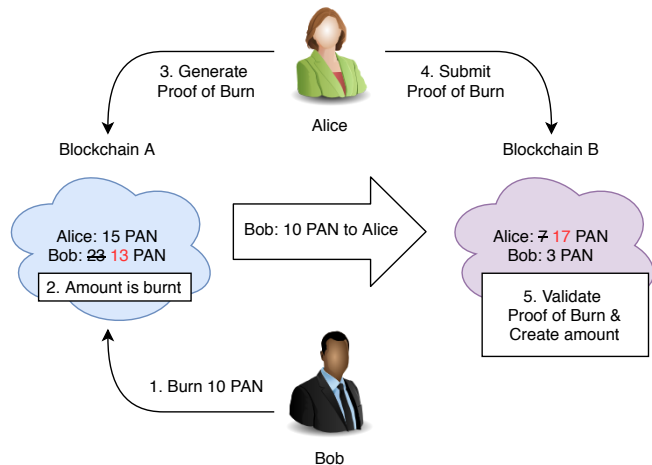 3. Generate
Proof of Burn
4. Submit
Proof of Burn
Alice
Blockchain A
Blockchain B
Alice: 15 PAN
Bob: 23 13 PAN
2. Amount is burnt
Bob: 10 PAN to Alice
Alice: 7 17 PAN
Bob: 3 PAN
5. Validate
Proof of Burn &
Create amount
1. Burn 10 PAN
Bob